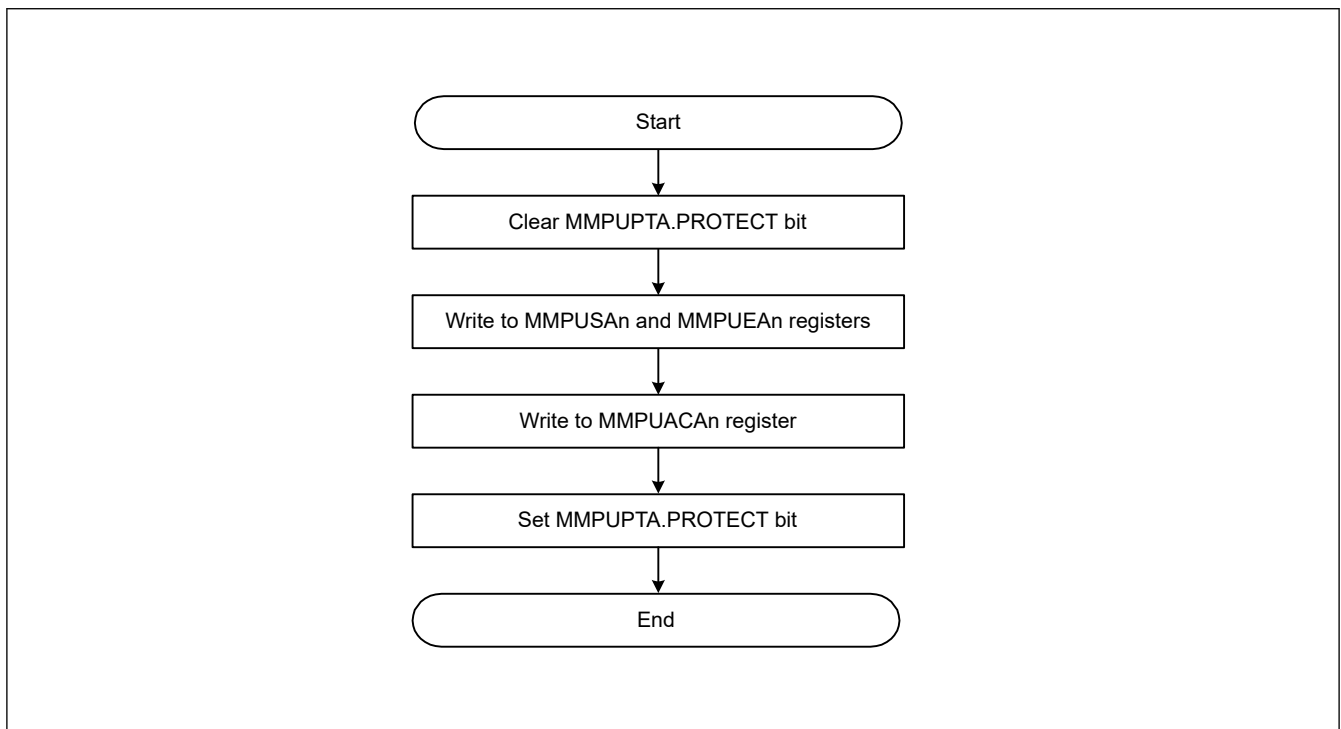 Start
Clear MMPUPTA.PROTECT bit
Write to MMPUSAn and MMPUEAn registers
Write to MMPUACAn register
Set MMPUPTA.PROTECT bit
End